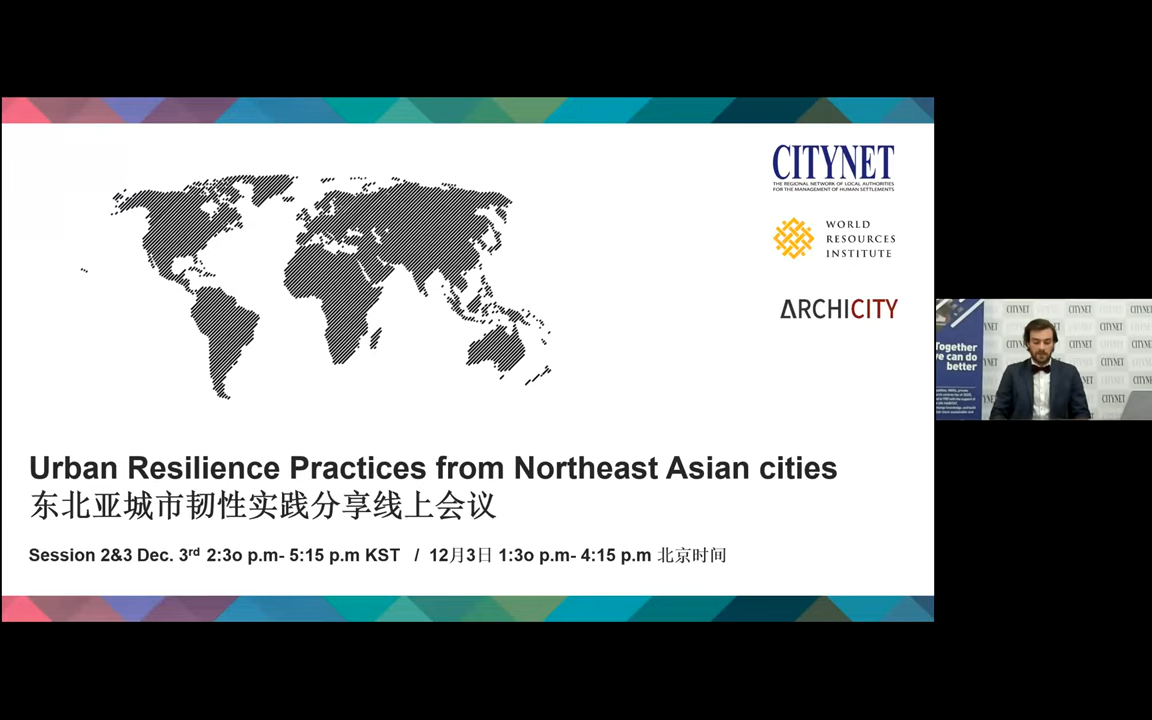 CITYNET
THE REGIONAL NETWORK OF LOCAL AUTHORITIES
FOR THE MANAGEMENT OF HUMAN SETTLEMENTS
WORLD
RESOURCES
INSTITUTE
ARCHICITY
Urban Resilience Practices from Northeast Asian cities
东北亚城市韧性实践分享线上会议
Session 2&3 Dec. 3rd 2:3o p.m- 5:15 p.m KST / 12月3日 1:3o p.m- 4:15 p.m 北京时间
Together
we can do
better
CITYNET
CITYNET
CITYNET
CITYNET